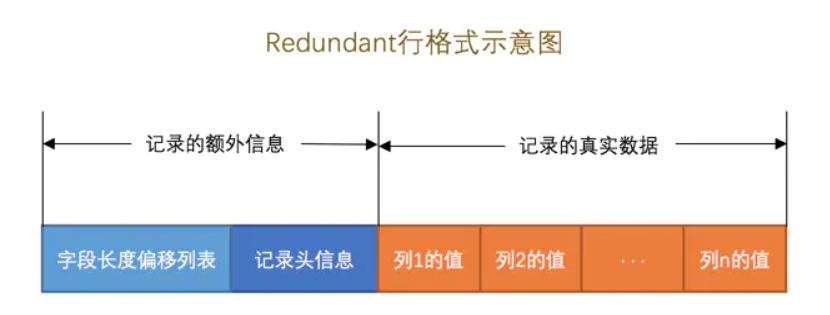 Redundant行格式示意图
记录的额外信息
记录的真实数据
字段长度偏移列表
记录头信息
列1的值
列2的值
···
列n的值